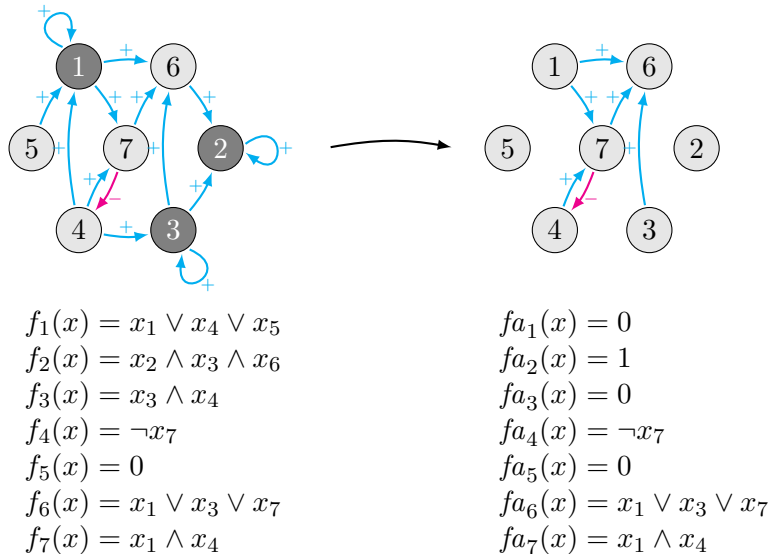 1 6 5 7 2 4 3
1 6 5 7 2 4 3
+ + + + + + + + + + + + + −
+ + + + + −
f₁(x) = x₁ ∨ x₄ ∨ x₅
f₂(x) = x₂ ∧ x₃ ∧ x₆
f₃(x) = x₃ ∧ x₄
f₄(x) = ¬x₇
f₅(x) = 0
f₆(x) = x₁ ∨ x₃ ∨ x₇
f₇(x) = x₁ ∧ x₄
fa₁(x) = 0
fa₂(x) = 1
fa₃(x) = 0
fa₄(x) = ¬x₇
fa₅(x) = 0
fa₆(x) = x₁ ∨ x₃ ∨ x₇
fa₇(x) = x₁ ∧ x₄